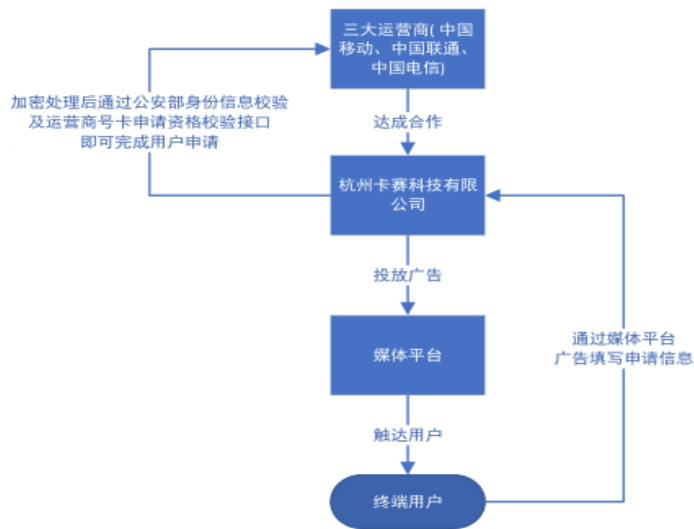 三大运营商( 中国
移动、中国联通、
中国电信)
加密处理后通过公安部身份信息校验
及运营商号卡申请资格校验接口
即可完成用户申请
达成合作
杭州卡赛科技有限
公司
投放广告
媒体平台
通过媒体平台
广告填写申请信息
触达用户
终端用户